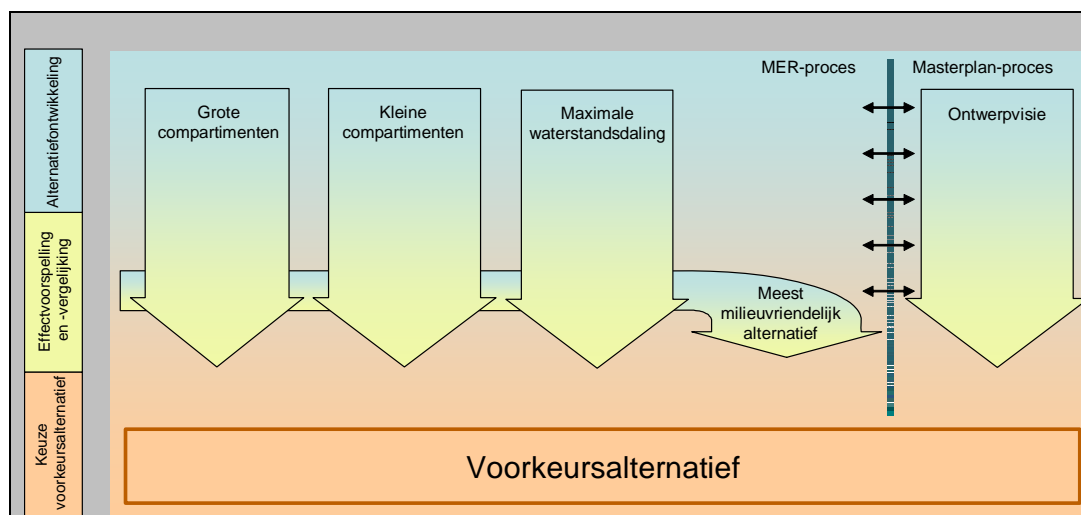 Alternatiefontwikkeling
Effectvoorspelling
en -vergelijking
Keuze
voorkeursalternatief
Grote
compartimenten
Kleine
compartimenten
Maximale
waterstandsdaling
MER-proces
Masterplan-proces
Ontwerpvisie
Meest
milieuvriendelijk
alternatief
Voorkeursalternatief